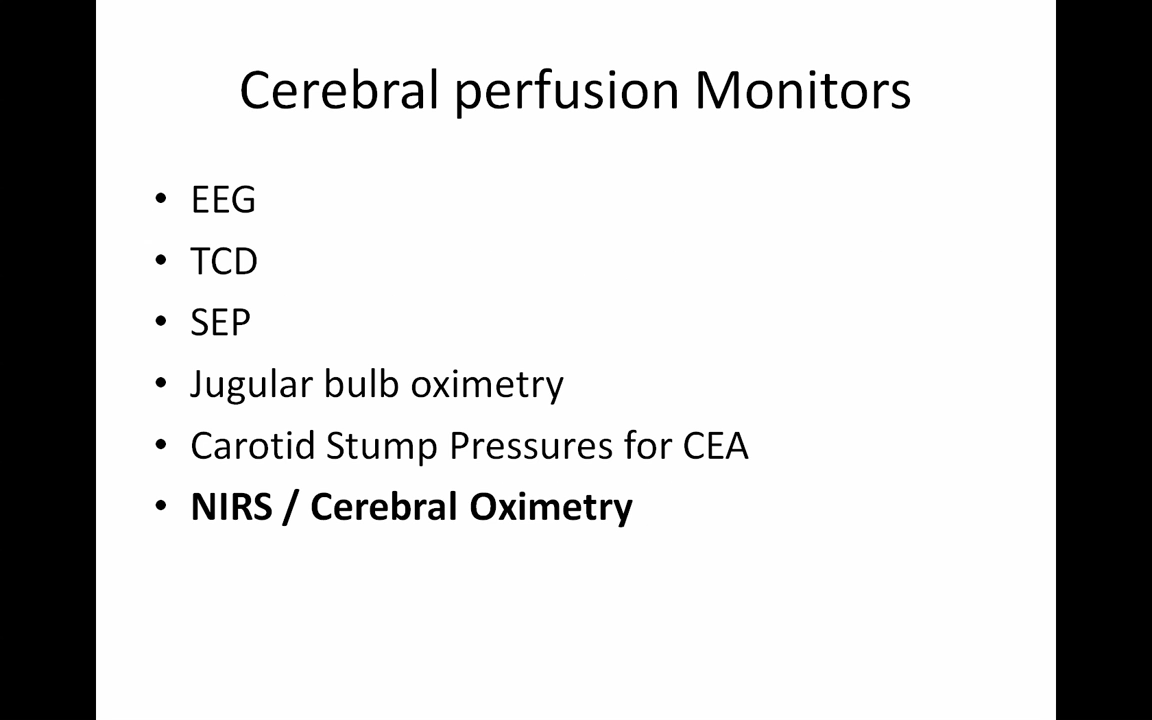 Cerebral perfusion Monitors
• EEG
• TCD
• SEP
• Jugular bulb oximetry
• Carotid Stump Pressures for CEA
• NIRS / Cerebral Oximetry